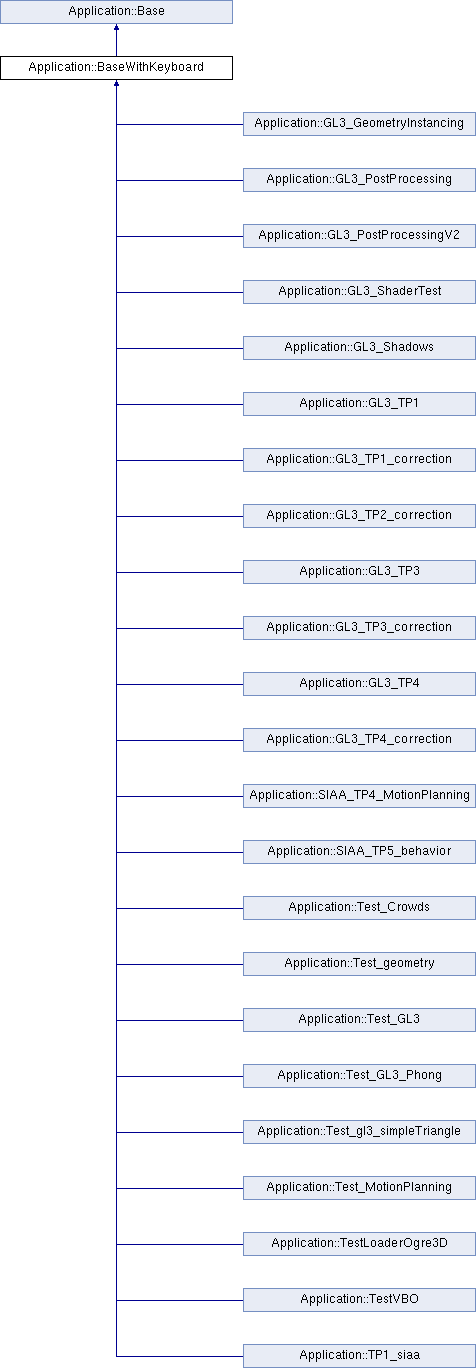 Application::Base
Application::BaseWithKeyboard
Application::GL3_GeometryInstancing
Application::GL3_PostProcessing
Application::GL3_PostProcessingV2
Application::GL3_ShaderTest
Application::GL3_Shadows
Application::GL3_TP1
Application::GL3_TP1_correction
Application::GL3_TP2_correction
Application::GL3_TP3
Application::GL3_TP3_correction
Application::GL3_TP4
Application::GL3_TP4_correction
Application::SIAA_TP4_MotionPlanning
Application::SIAA_TP5_behavior
Application::Test_Crowds
Application::Test_geometry
Application::Test_GL3
Application::Test_GL3_Phong
Application::Test_gl3_simpleTriangle
Application::Test_MotionPlanning
Application::TestLoaderOgre3D
Application::TestVBO
Application::TP1_siaa